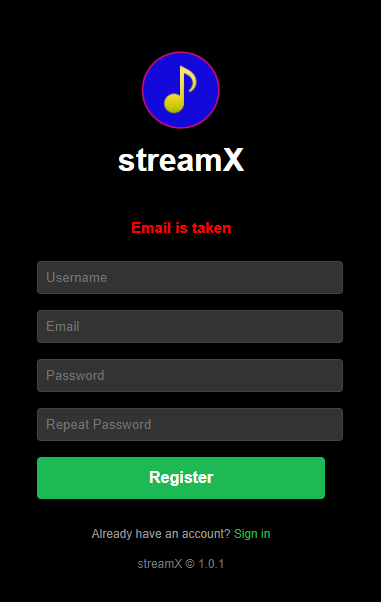 streamX
Email is taken
Username
Email
Password
Repeat Password
Register
Already have an account? Sign in
streamX © 1.0.1